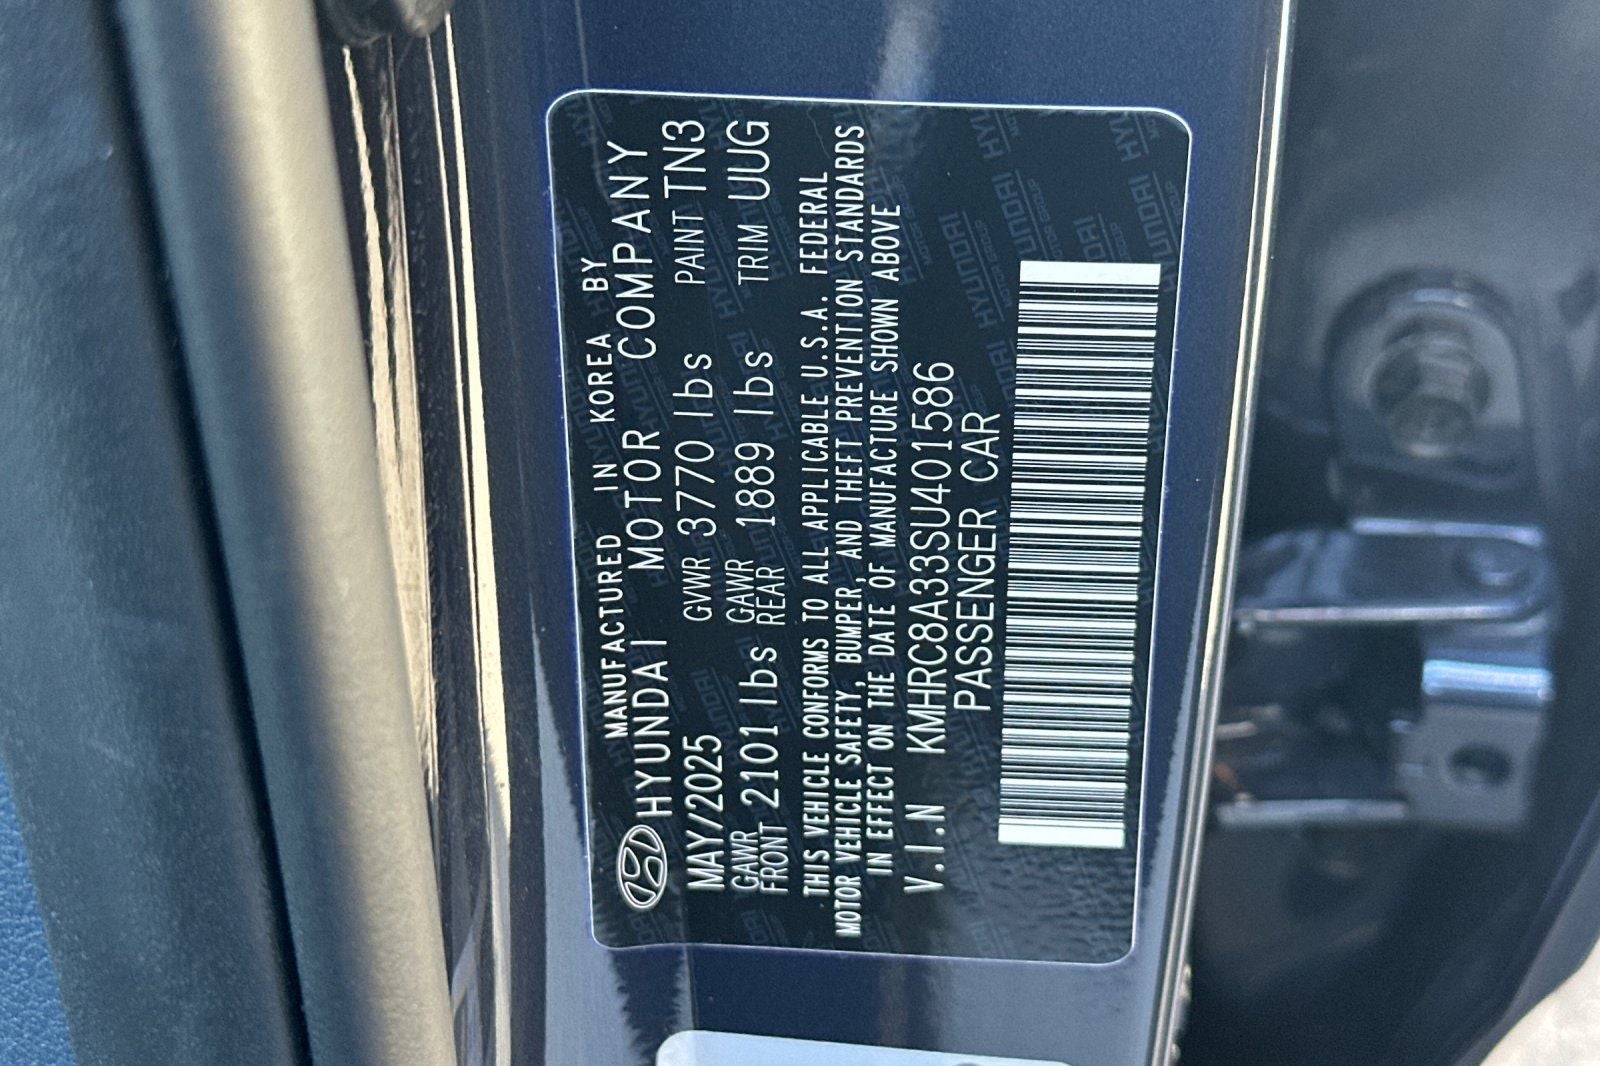 MANUFACTURED IN KOREA BY
HYUNDAI MOTOR COMPANY
MAY/2025 GVWR 3770 lbs PAINT TN3
GAWR FRONT 2101 lbs GAWR REAR 1889 lbs TRIM UUG
THIS VEHICLE CONFORMS TO ALL APPLICABLE U.S.A. FEDERAL
MOTOR VEHICLE SAFETY, BUMPER, AND THEFT PREVENTION STANDARDS
IN EFFECT ON THE DATE OF MANUFACTURE SHOWN ABOVE
V.I.N KMHRC8A33SU401586
PASSENGER CAR